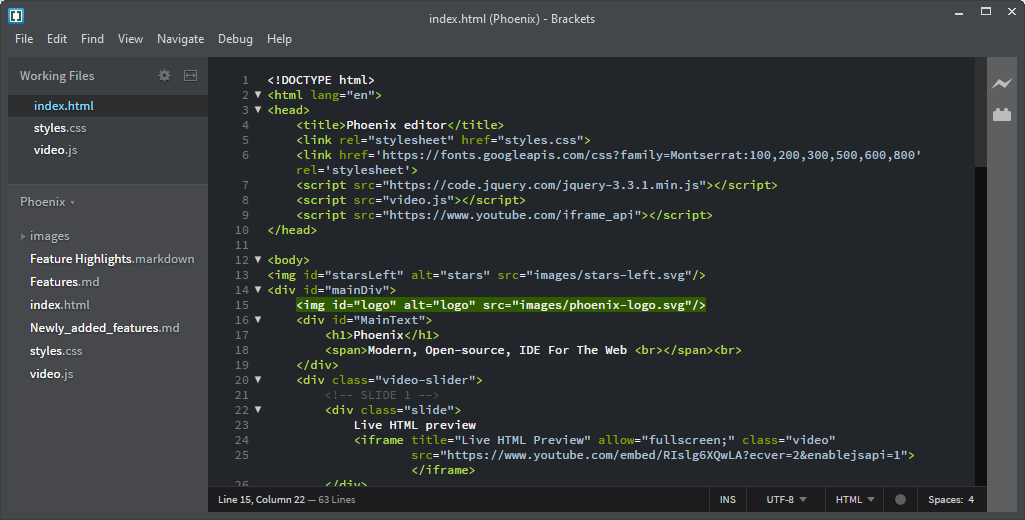 index.html (Phoenix) - Brackets
File Edit Find View Navigate Debug Help
Working Files
index.html
styles.css
video.js
Phoenix
images
Feature Highlights.markdown
Features.md
index.html
Newly_added_features.md
styles.css
video.js
1 <!DOCTYPE html>
2 <html lang="en">
3 <head>
4 <title>Phoenix editor</title>
5 <link rel="stylesheet" href="styles.css">
6 <link href='https://fonts.googleapis.com/css?family=Montserrat:100,200,300,500,600,800'
rel='stylesheet'>
7 <script src="https://code.jquery.com/jquery-3.3.1.min.js"></script>
8 <script src="video.js"></script>
9 <script src="https://www.youtube.com/iframe_api"></script>
10 </head>
11
12 <body>
13 <img id="starsLeft" alt="stars" src="images/stars-left.svg"/>
14 <div id="mainDiv">
15 <img id="logo" alt="logo" src="images/phoenix-logo.svg"/>
16 <div id="MainText">
17 <h1>Phoenix</h1>
18 <span>Modern, Open-source, IDE For The Web <br></span><br>
19 </div>
20 <div class="video-slider">
21 <!-- SLIDE 1 -->
22 <div class="slide">
23 Live HTML preview
24 <iframe title="Live HTML Preview" allow="fullscreen;" class="video"
25 src="https://www.youtube.com/embed/RIslg6XQwLA?ecver=2&enablejsapi=1">
</iframe>
26 </div>
Line 15, Column 22 — 63 Lines
INS UTF-8 HTML Spaces: 4